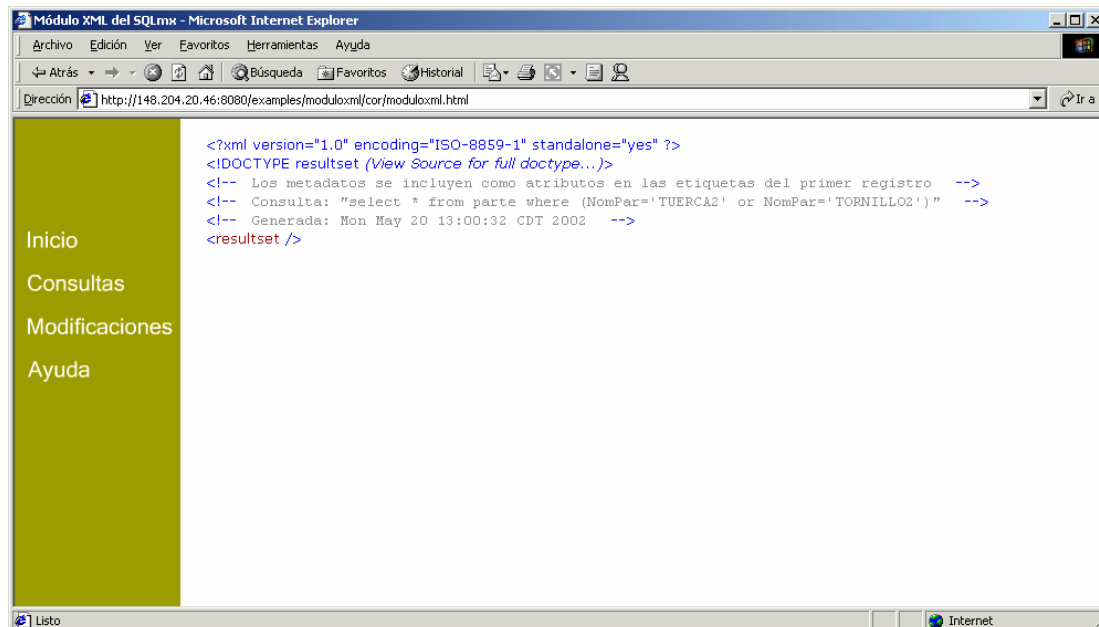 Módulo XML del SQLmx - Microsoft Internet Explorer
Archivo Edición Ver Favoritos Herramientas Ayuda
Atrás Búsqueda Favoritos Historial
Dirección http://148.204.20.46:8080/examples/moduloxml/cor/moduloxml.html Ir a
<?xml version="1.0" encoding="ISO-8859-1" standalone="yes" ?>
<!DOCTYPE resultset (View Source for full doctype...)>
<!-- Los metadatos se incluyen como atributos en las etiquetas del primer registro -->
<!-- Consulta: "select * from parte where (NomPar='TUERCA2' or NomPar='TORNILLO2')" -->
<!-- Generada: Mon May 20 13:00:32 CDT 2002 -->
<resultset />
Inicio
Consultas
Modificaciones
Ayuda
Listo Internet